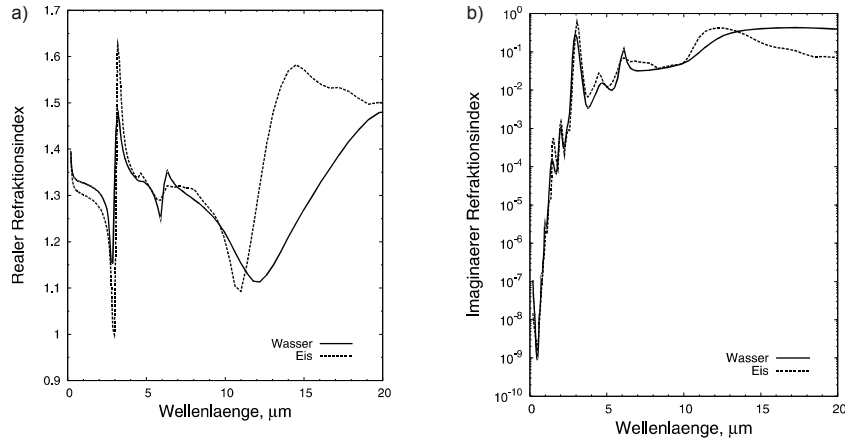 a)
1.7
1.6
1.5
1.4
1.3
1.2
1.1
1
0.9
Realer Refraktionsindex
Wasser
Eis
0 5 10 15 20
Wellenlaenge, μm
b)
10^0
10^-1
10^-2
10^-3
10^-4
10^-5
10^-6
10^-7
10^-8
10^-9
10^-10
Imaginaerer Refraktionsindex
Wasser
Eis
0 5 10 15 20
Wellenlaenge, μm